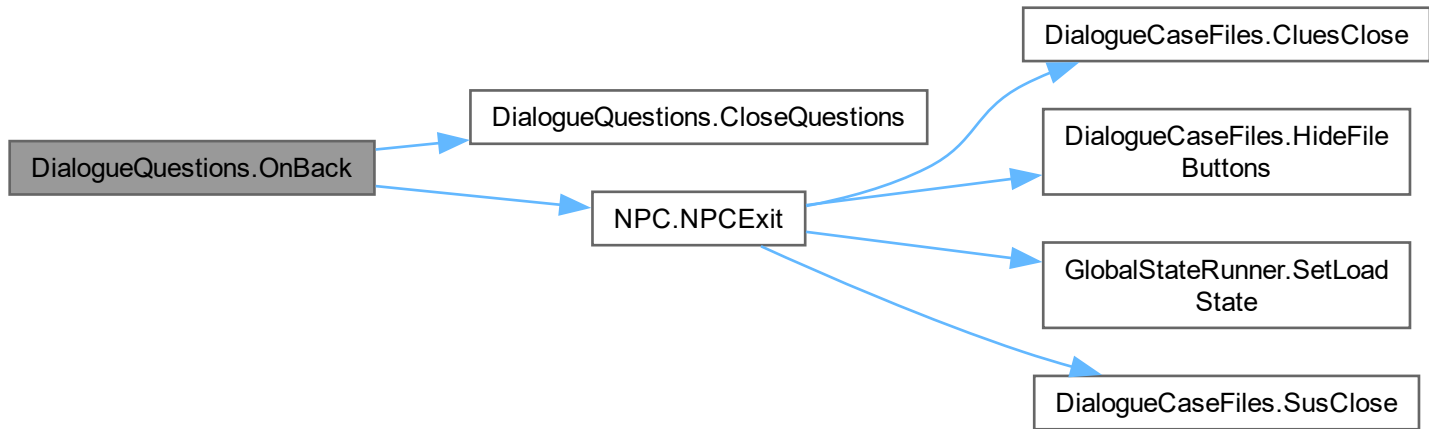 DialogueQuestions.OnBack
DialogueQuestions.CloseQuestions
NPC.NPCExit
DialogueCaseFiles.CluesClose
DialogueCaseFiles.HideFile
Buttons
GlobalStateRunner.SetLoad
State
DialogueCaseFiles.SusClose